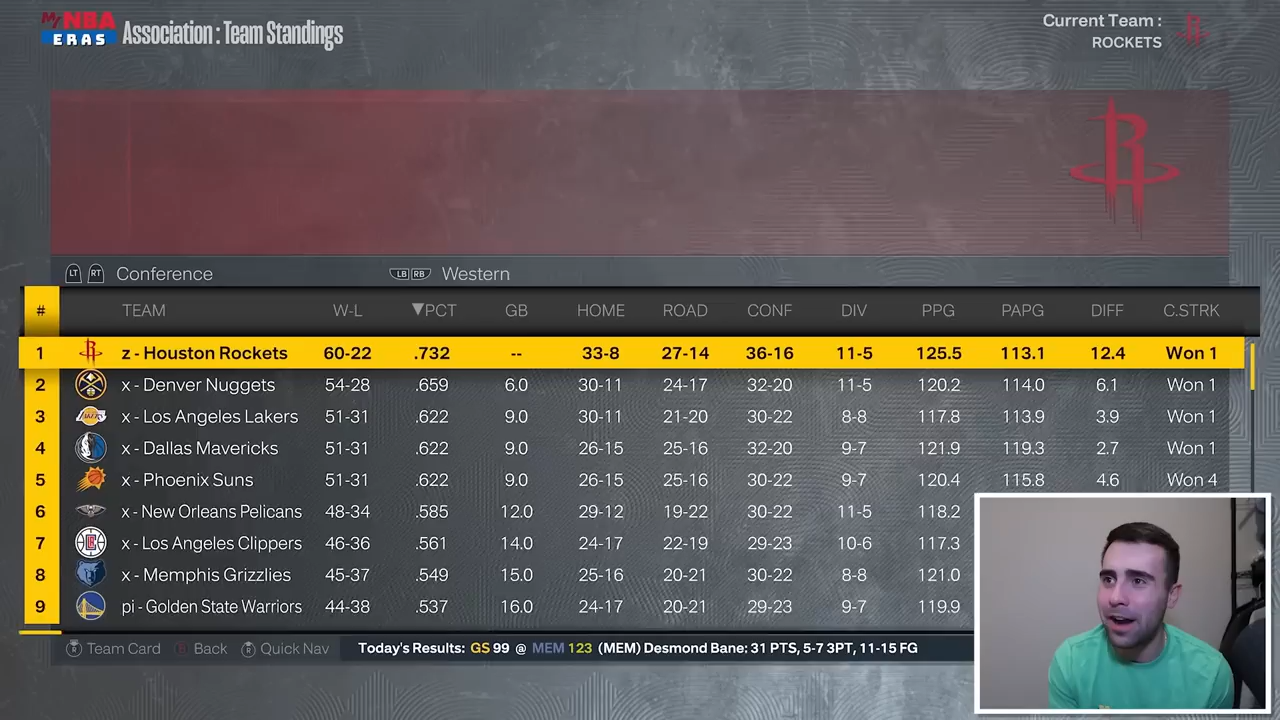 My NBA
ERAS
Association : Team Standings
Current Team :
ROCKETS
LT RT Conference LB RB Western
# TEAM W-L ▼PCT GB HOME ROAD CONF DIV PPG PAPG DIFF C.STRK
1 z - Houston Rockets 60-22 .732 -- 33-8 27-14 36-16 11-5 125.5 113.1 12.4 Won 1
2 x - Denver Nuggets 54-28 .659 6.0 30-11 24-17 32-20 11-5 120.2 114.0 6.1 Won 1
3 x - Los Angeles Lakers 51-31 .622 9.0 30-11 21-20 30-22 8-8 117.8 113.9 3.9 Won 1
4 x - Dallas Mavericks 51-31 .622 9.0 26-15 25-16 32-20 9-7 121.9 119.3 2.7 Won 1
5 x - Phoenix Suns 51-31 .622 9.0 26-15 25-16 30-22 9-7 120.4 115.8 4.6 Won 4
6 x - New Orleans Pelicans 48-34 .585 12.0 29-12 19-22 30-22 11-5 118.2
7 x - Los Angeles Clippers 46-36 .561 14.0 24-17 22-19 29-23 10-6 117.3
8 x - Memphis Grizzlies 45-37 .549 15.0 25-16 20-21 30-22 8-8 121.0
9 pi - Golden State Warriors 44-38 .537 16.0 24-17 20-21 29-23 9-7 119.9
R Team Card B Back R Quick Nav Today's Results: GS 99 @ MEM 123 (MEM) Desmond Bane: 31 PTS, 5-7 3PT, 11-15 FG